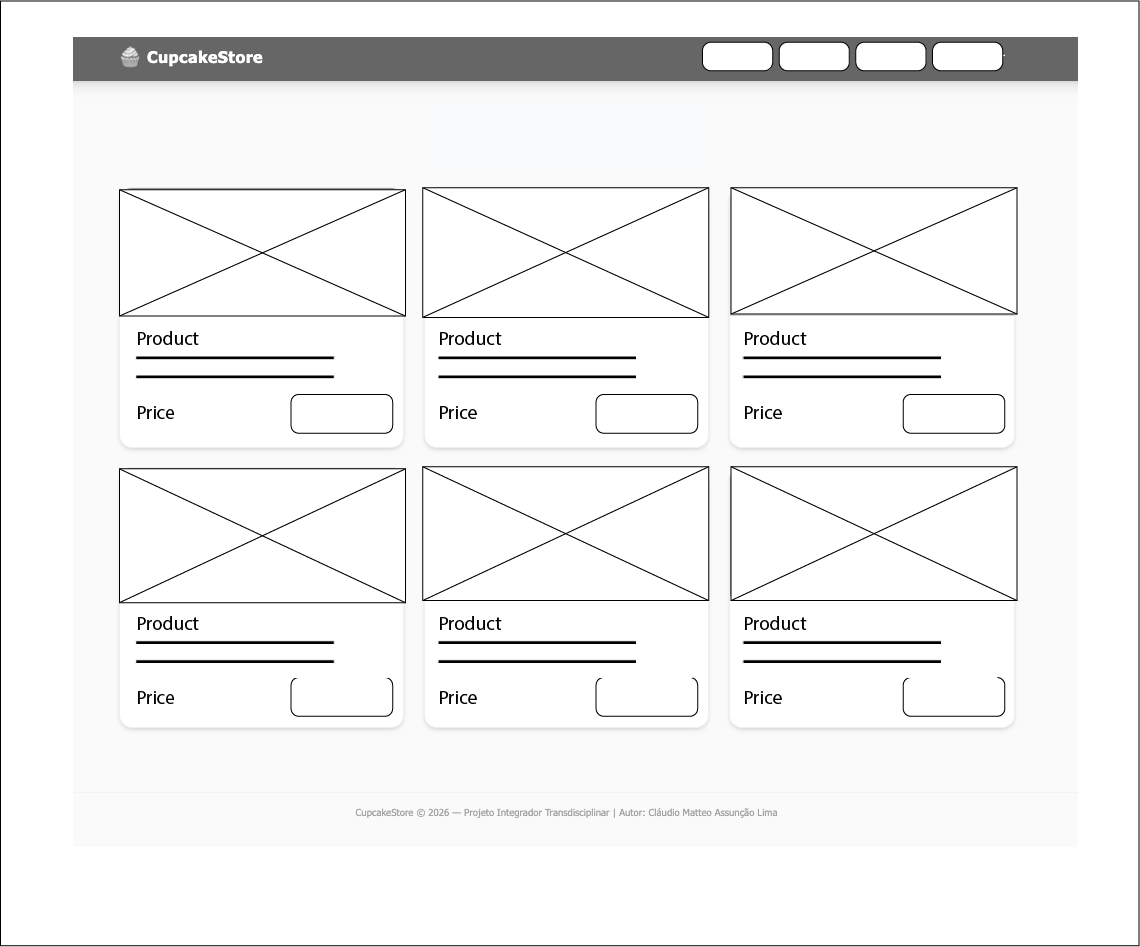 CupcakeStore
Product Product Product
Price Price Price
Product Product Product
Price Price Price
CupcakeStore © 2026 — Projeto Integrador Transdisciplinar | Autor: Cláudio Matteo Assunção Lima